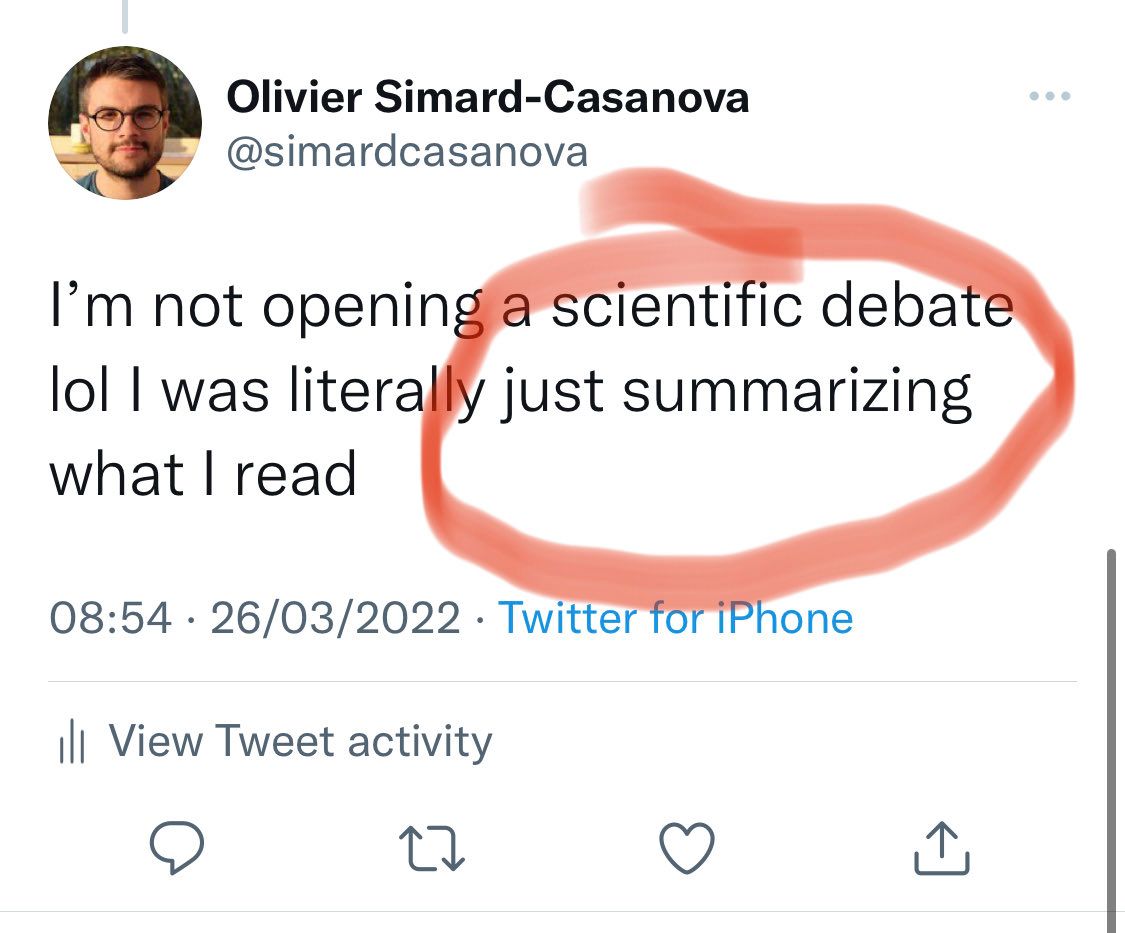 Olivier Simard-Casanova
@simardcasanova
I’m not opening a scientific debate
lol I was literally just summarizing
what I read
08:54 · 26/03/2022 · Twitter for iPhone
View Tweet activity